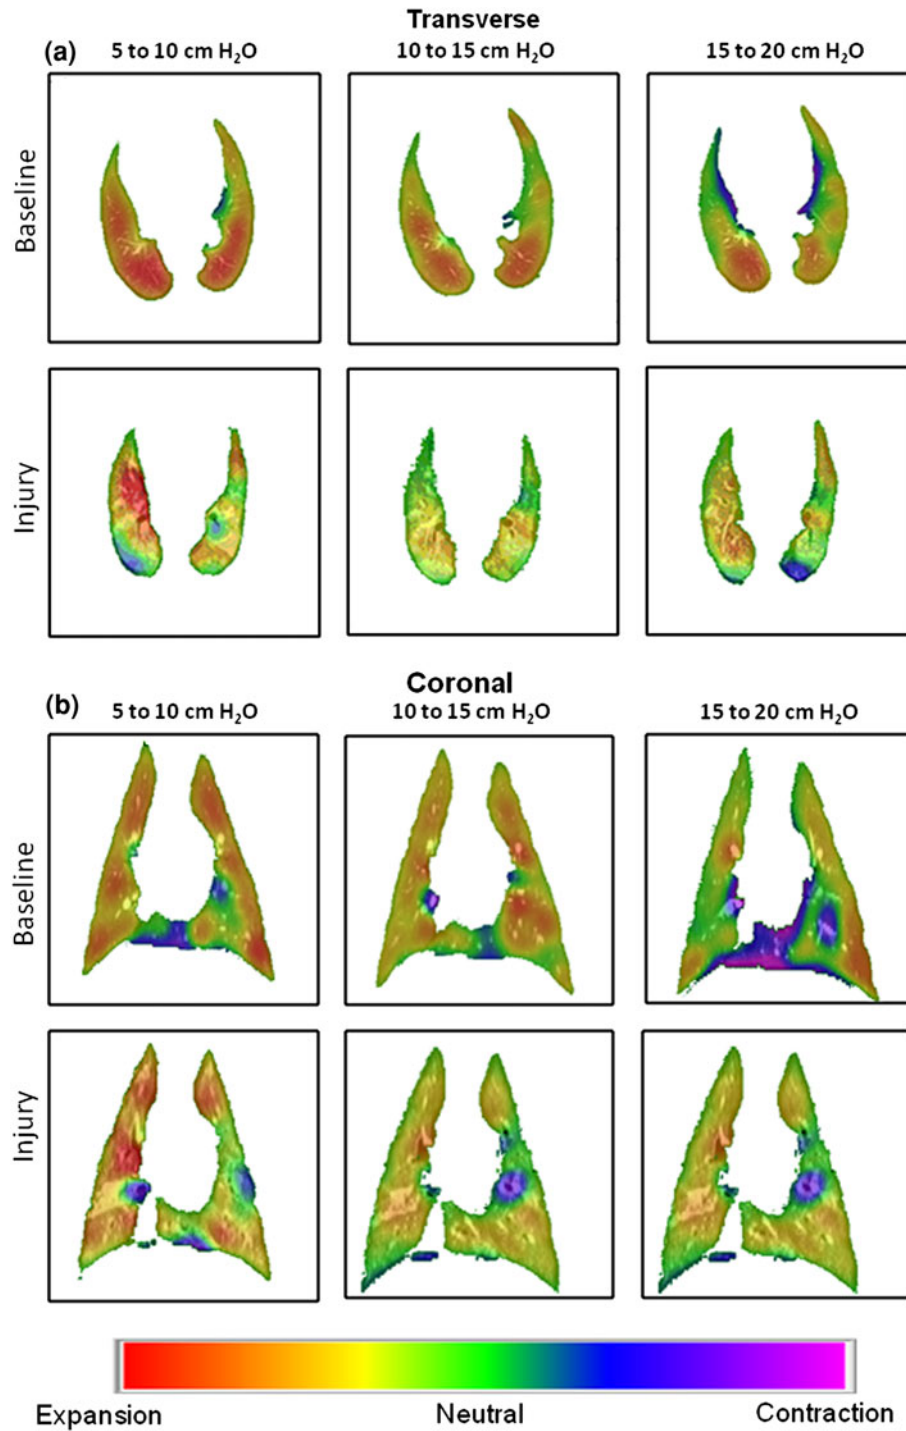 Transverse
(a) 5 to 10 cm H₂O 10 to 15 cm H₂O 15 to 20 cm H₂O
Baseline
Injury
Coronal
(b) 5 to 10 cm H₂O 10 to 15 cm H₂O 15 to 20 cm H₂O
Baseline
Injury
Expansion Neutral Contraction